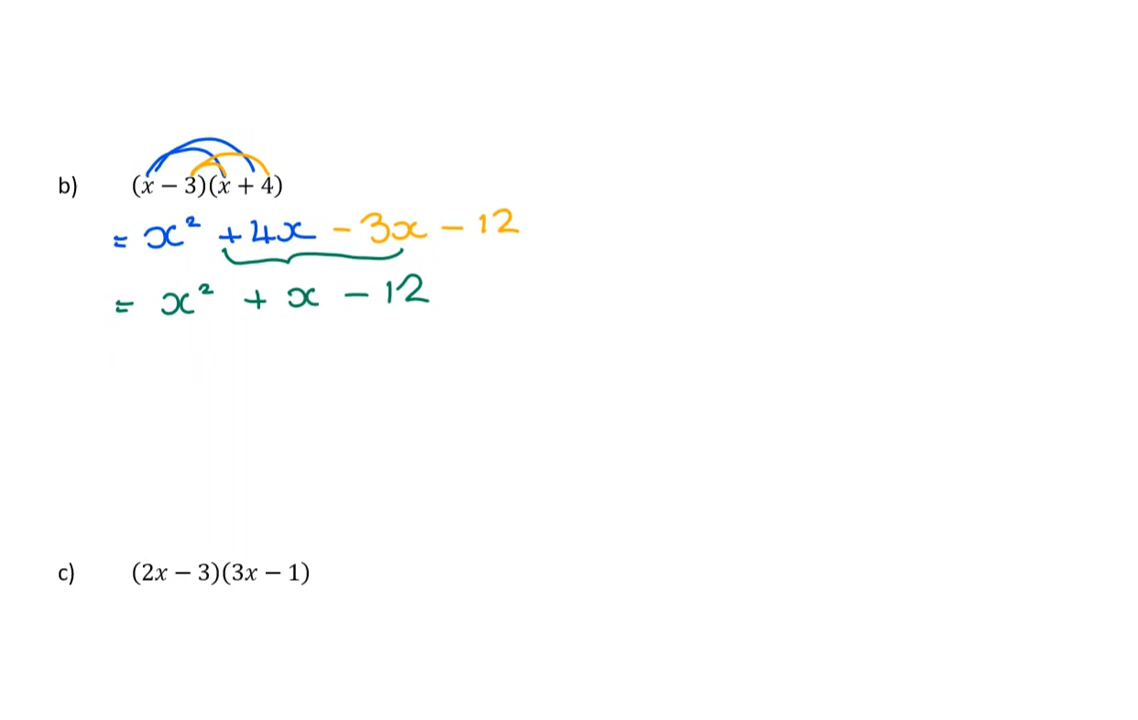 b) (x − 3)(x + 4)
= x² + 4x − 3x − 12
= x² + x − 12
c) (2x − 3)(3x − 1)